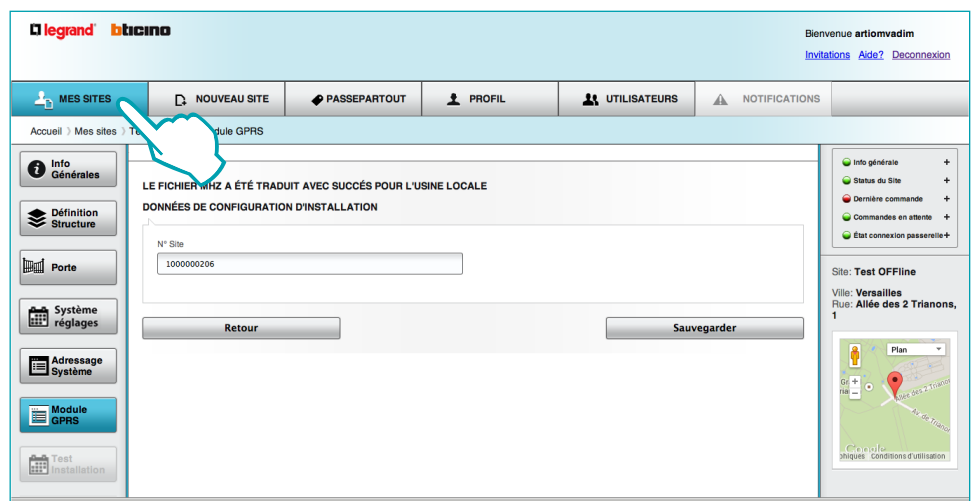 legrand bticino
Bienvenue artiomvadim
Invitations Aide? Deconnexion
MES SITES
NOUVEAU SITE
PASSEPARTOUT
PROFIL
UTILISATEURS
NOTIFICATIONS
Accueil 》 Mes sites 》 GPRS
Info
Générales
Définition
Structure
Porte
Système
réglages
Adressage
Système
Module
GPRS
Test
Installation
LE FICHIER MHZ A ÉTÉ TRADUIT AVEC SUCCÉS POUR L'USINE LOCALE
DONNÉES DE CONFIGURATION D'INSTALLATION
N° Site
1000000206
Retour
Sauvegarder
Info générale +
Status du Site +
Dernière commande +
Commandes en attente +
État connexion passerelle+
Site: Test OFFline
Ville: Versailles
Rue: Allée des 2 Trianons,
1
Plan
+
−
Allée des 2 Trianons
Av. de Trianon
Google
phiques Conditions d'utilisation